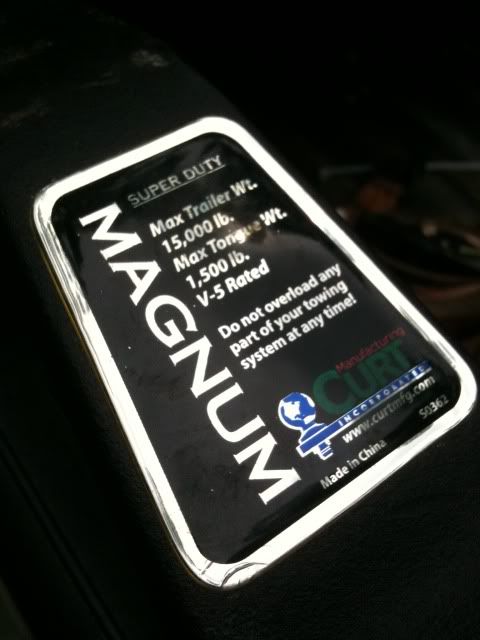 SUPER DUTY
MAGNUM
Max Trailer Wt.
15,000 lb.
Max Tongue Wt.
1,500 lb.
V-5 Rated
Do not overload any
part of your towing
system at any time!
Manufacturing
CURT
INCORPORATED
www.curtmfg.com
Made in China
50362